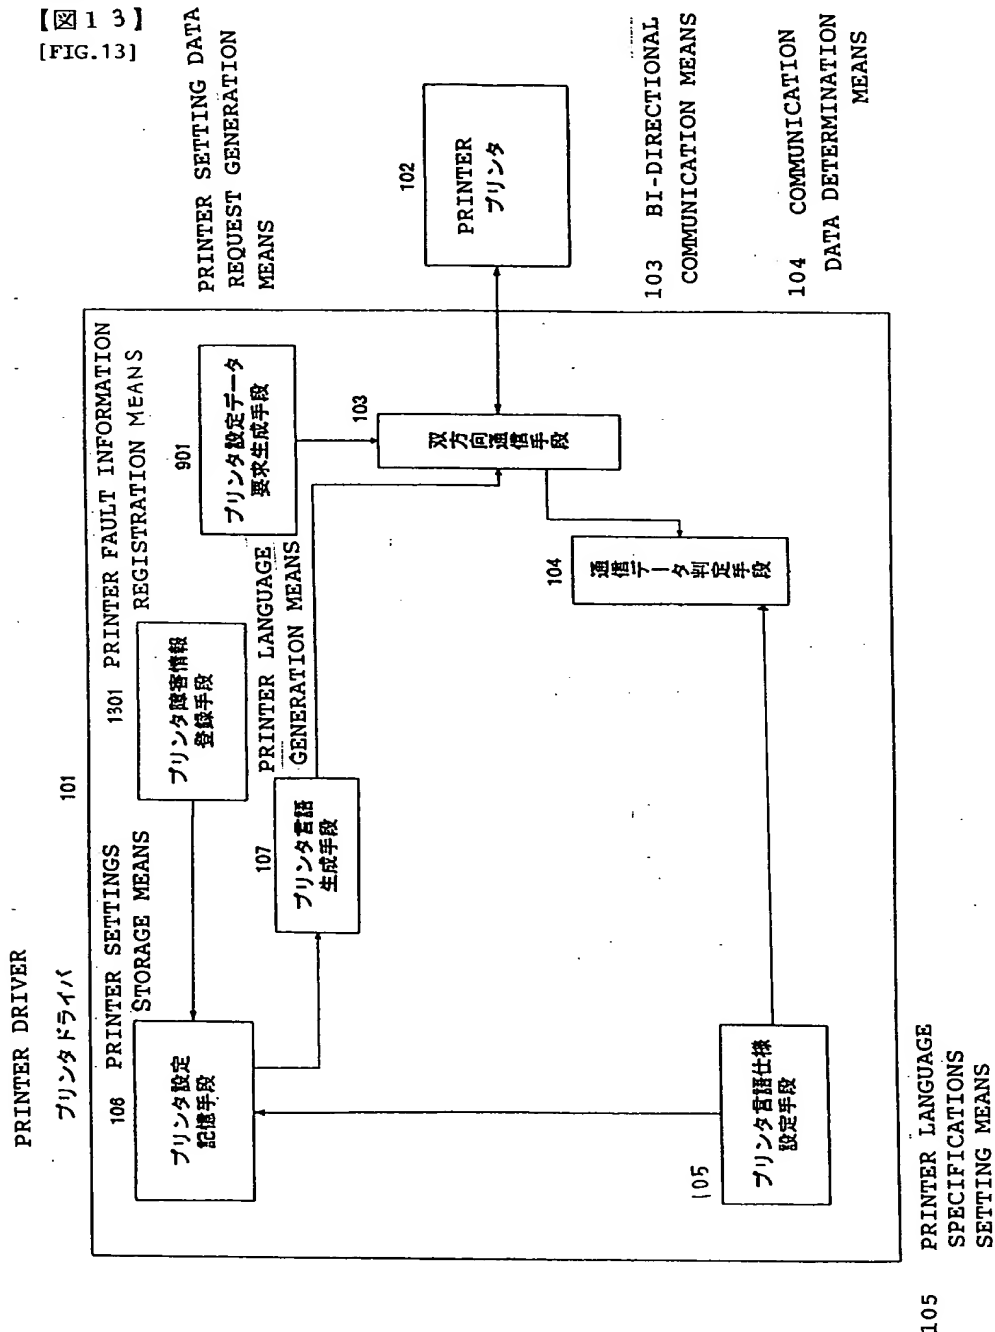 【図13】
[FIG.13]
PRINTER DRIVER
プリンタドライバ
101
106 PRINTER SETTINGS
STORAGE MEANS
プリンタ設定
記憶手段
1301 PRINTER FAULT INFORMATION
REGISTRATION MEANS
プリンタ障害情報
登録手段
PRINTER SETTING DATA
REQUEST GENERATION
MEANS
901
プリンタ設定データ
要求生成手段
PRINTER LANGUAGE
GENERATION MEANS
107
プリンタ言語
生成手段
103
双方向通信手段
102
PRINTER
プリンタ
104
通信データ判定手段
103 BI-DIRECTIONAL
COMMUNICATION MEANS
104 COMMUNICATION
DATA DETERMINATION
MEANS
105
プリンタ言語仕様
設定手段
105 PRINTER LANGUAGE
SPECIFICATIONS
SETTING MEANS